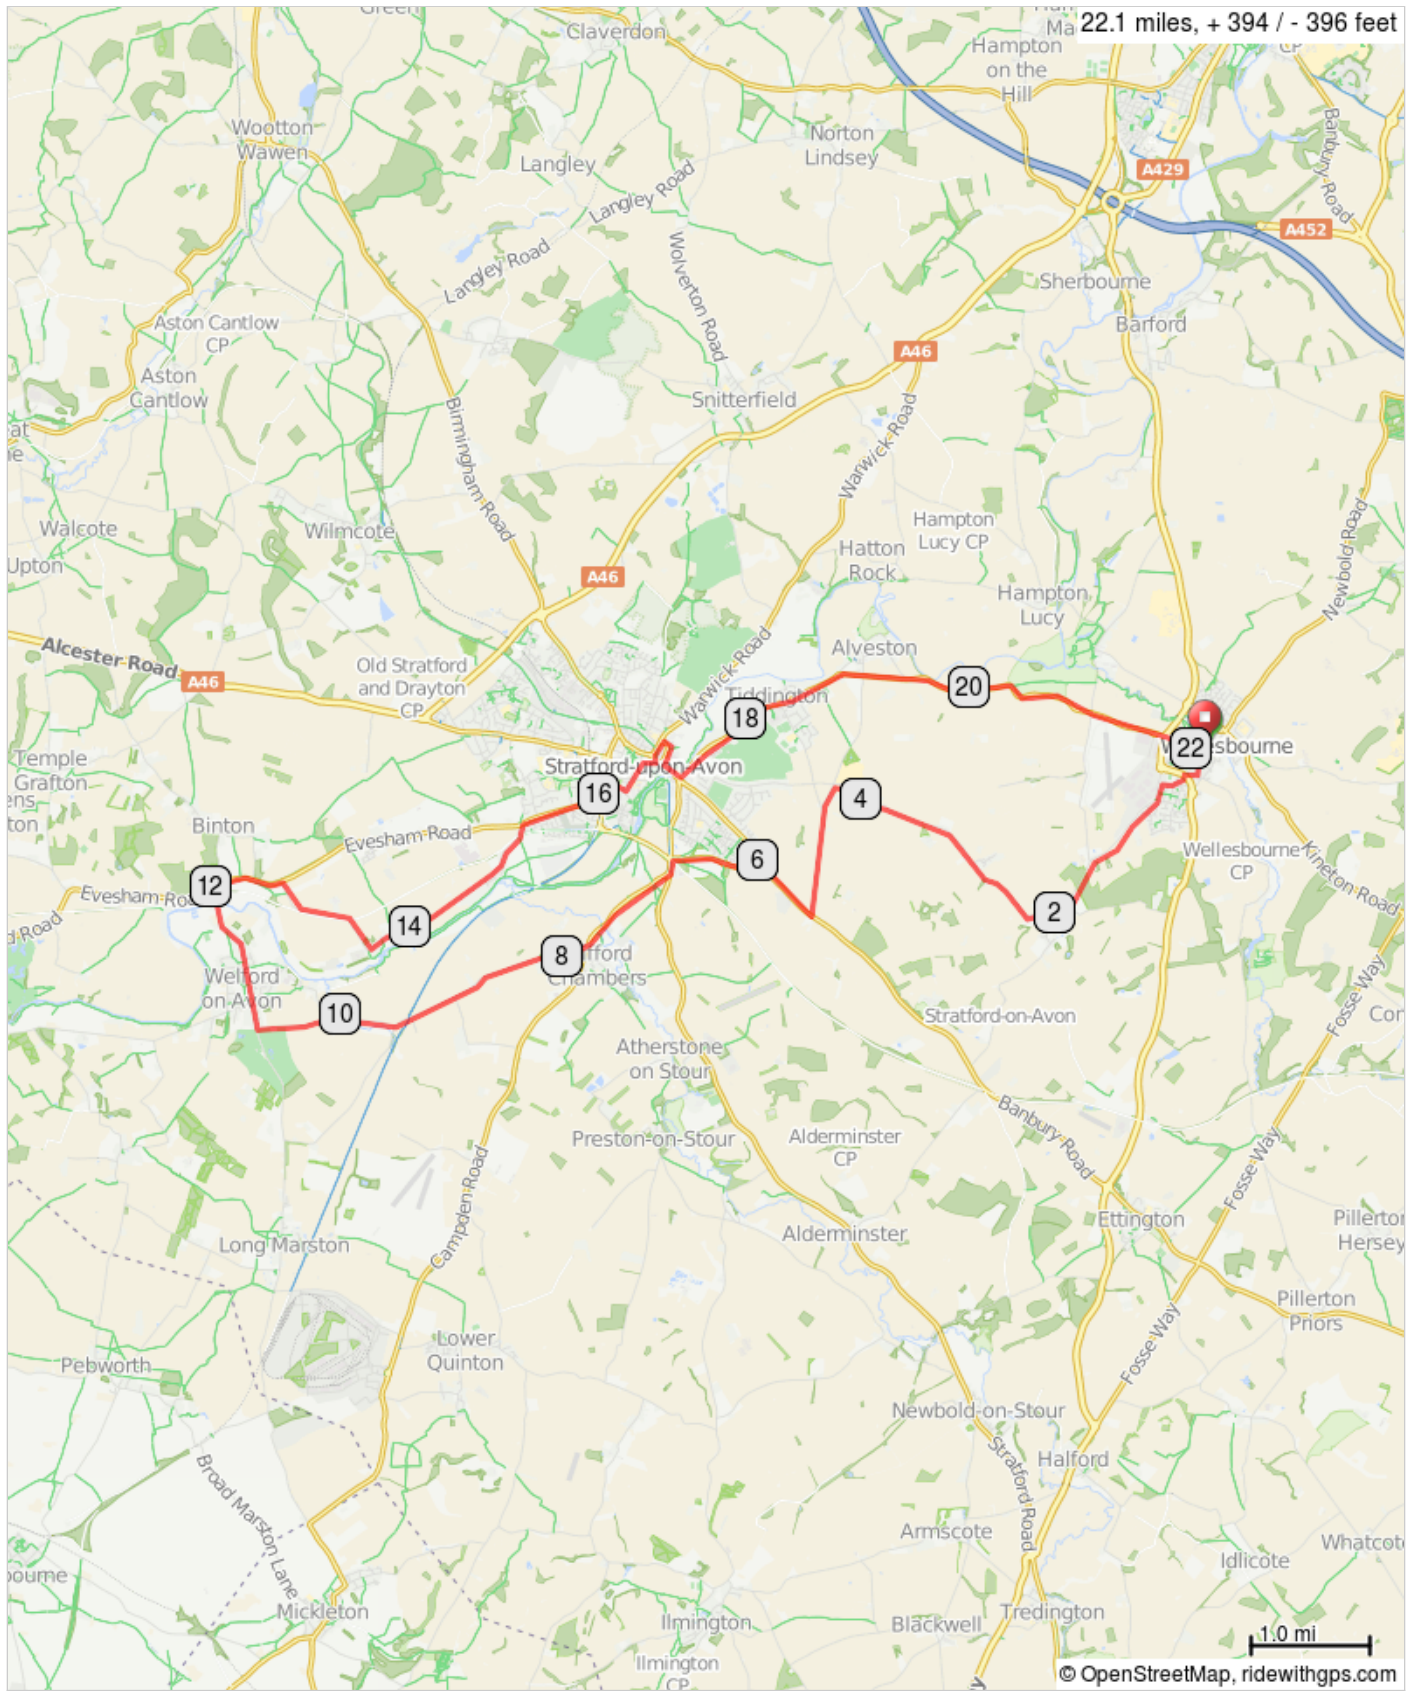 Green
Claverdon
22.1 miles, + 394 / - 396 feet
Ma
CP
Hampton
on the
Hill
Wootton
Wawen
Norton
Lindsey
Langley
Banbury Road
A429
Langley Road
A452
Wolverton Road
Langley Road
Sherbourne
Aston Cantlow
CP
Barford
A46
Aston
Cantlow
Snitterfield
Birmingham Road
Warwick Road
Walcote
Wilmcote
Hampton
Lucy CP
Newbold Road
Upton
Hatton
Rock
A46
Hampton
Lucy
Alcester Road
A46
Old Stratford
and Drayton
CP
Warwick Road
Alveston
Tiddington
20
18
22
Wellesbourne
Temple
Grafton
Stratford-upon-Avon
16
4
Binton
Evesham Road
6
Wellesbourne
CP
Kineton Road
12
14
2
8
Chambers
Welford
on Avon
10
Fosse Way
Stratford-on-Avon
Atherstone
on Stour
Banbury Road
Preston-on-Stour
Alderminster
CP
Fosse Way
Campden Road
Ettington
Alderminster
Long Marston
Pillerton
Priors
Fosse Way
Lower
Quinton
Pebworth
Newbold-on-Stour
Stratford Road
Halford
Broad Marston Lane
Armscote
Idlicote
Mickleton
Ilmington
Blackwell
Tredington
1.0 mi
Ilmington
CP
© OpenStreetMap, ridewithgps.com